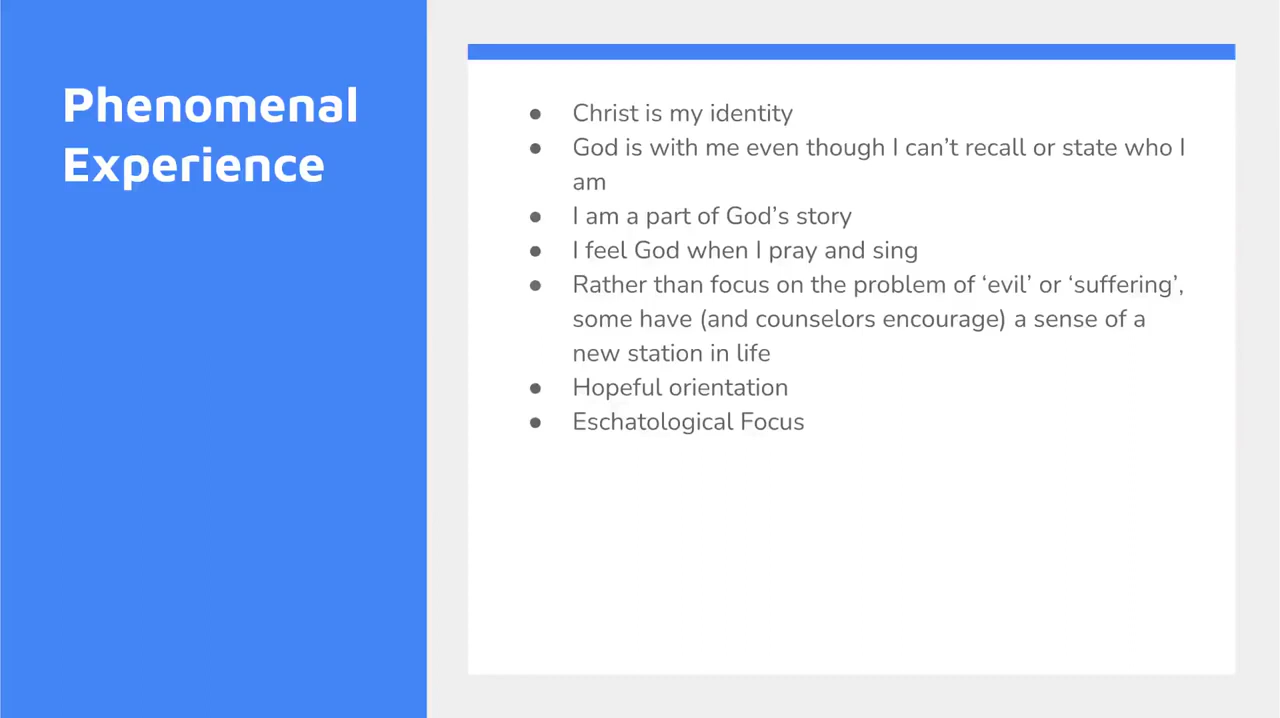 Phenomenal
Experience
● Christ is my identity
● God is with me even though I can’t recall or state who I
am
● I am a part of God’s story
● I feel God when I pray and sing
● Rather than focus on the problem of ‘evil’ or ‘suffering’,
some have (and counselors encourage) a sense of a
new station in life
● Hopeful orientation
● Eschatological Focus